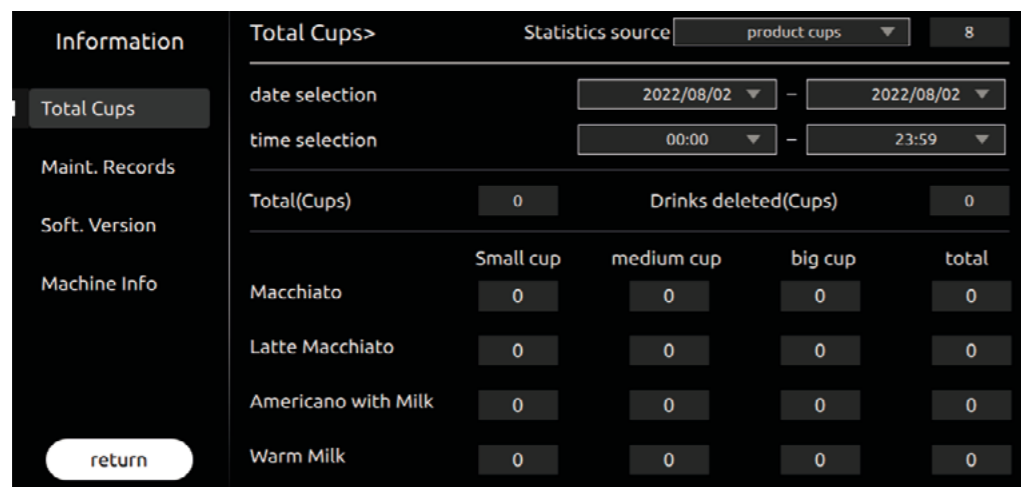 Information
Total Cups
Maint. Records
Soft. Version
Machine Info
return
Total Cups> Statistics source product cups 8
date selection 2022/08/02 – 2022/08/02
time selection 00:00 – 23:59
Total(Cups) 0 Drinks deleted(Cups) 0
Small cup medium cup big cup total
Macchiato 0 0 0 0
Latte Macchiato 0 0 0 0
Americano with Milk 0 0 0 0
Warm Milk 0 0 0 0